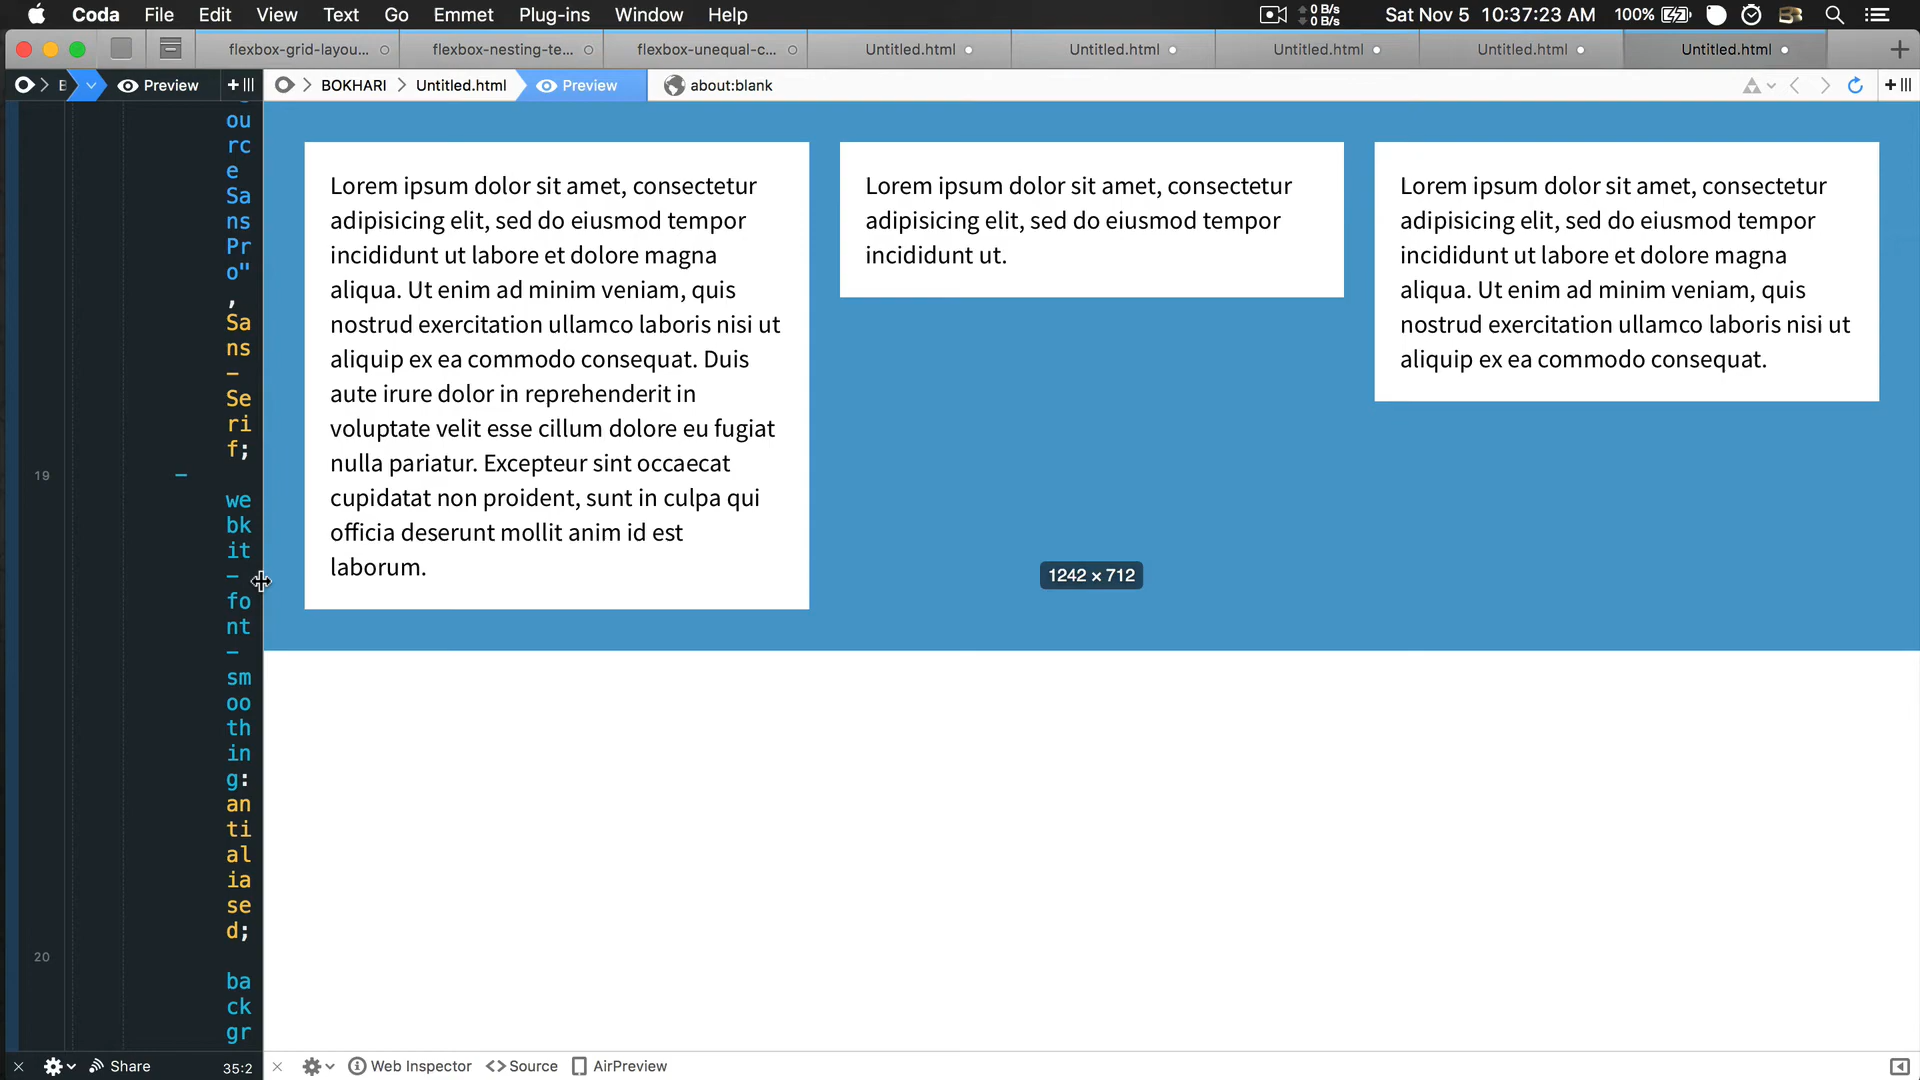 Coda File Edit View Text Go Emmet Plug-ins Window Help
0 B/s
0 B/s
Sat Nov 5 10:37:23 AM 100%
flexbox-grid-layou... flexbox-nesting-te... flexbox-unequal-c... Untitled.html Untitled.html Untitled.html Untitled.html Untitled.html
Preview
BOKHARI Untitled.html Preview about:blank
ou
rc
e
Sa
ns
Pr
o"
,
Sa
ns
-
Se
ri
f;
19 -
we
bk
it
-
fo
nt
-
sm
oo
th
in
g:
an
ti
al
ia
se
d;
20
ba
ck
gr
Lorem ipsum dolor sit amet, consectetur
adipisicing elit, sed do eiusmod tempor
incididunt ut labore et dolore magna
aliqua. Ut enim ad minim veniam, quis
nostrud exercitation ullamco laboris nisi ut
aliquip ex ea commodo consequat. Duis
aute irure dolor in reprehenderit in
voluptate velit esse cillum dolore eu fugiat
nulla pariatur. Excepteur sint occaecat
cupidatat non proident, sunt in culpa qui
officia deserunt mollit anim id est
laborum.
Lorem ipsum dolor sit amet, consectetur
adipisicing elit, sed do eiusmod tempor
incididunt ut.
Lorem ipsum dolor sit amet, consectetur
adipisicing elit, sed do eiusmod tempor
incididunt ut labore et dolore magna
aliqua. Ut enim ad minim veniam, quis
nostrud exercitation ullamco laboris nisi ut
aliquip ex ea commodo consequat.
1242 × 712
Share 35:2
Web Inspector Source AirPreview